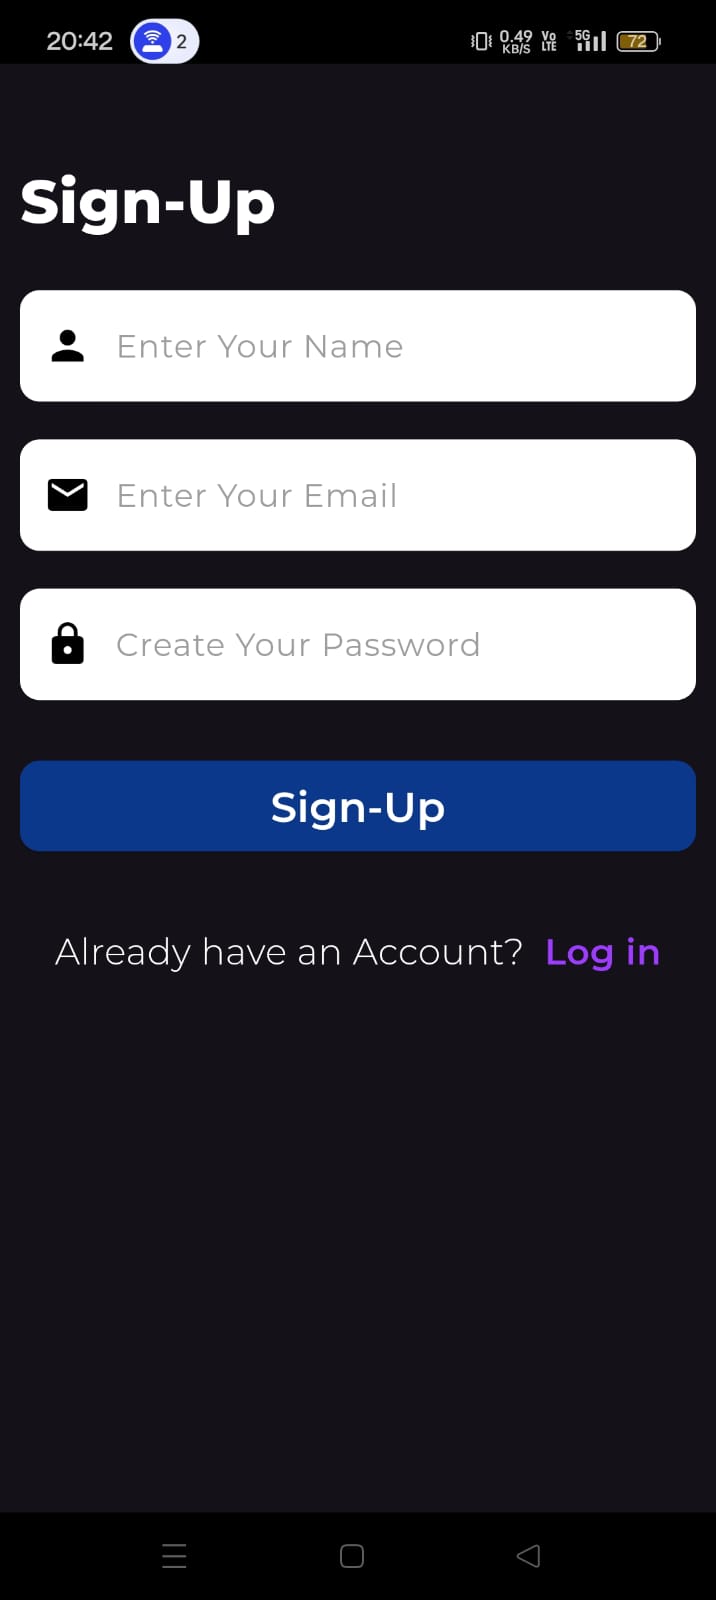 20:42 2 0.49 KB/S Vo LTE 5G 72
Sign-Up
Enter Your Name
Enter Your Email
Create Your Password
Sign-Up
Already have an Account? Log in